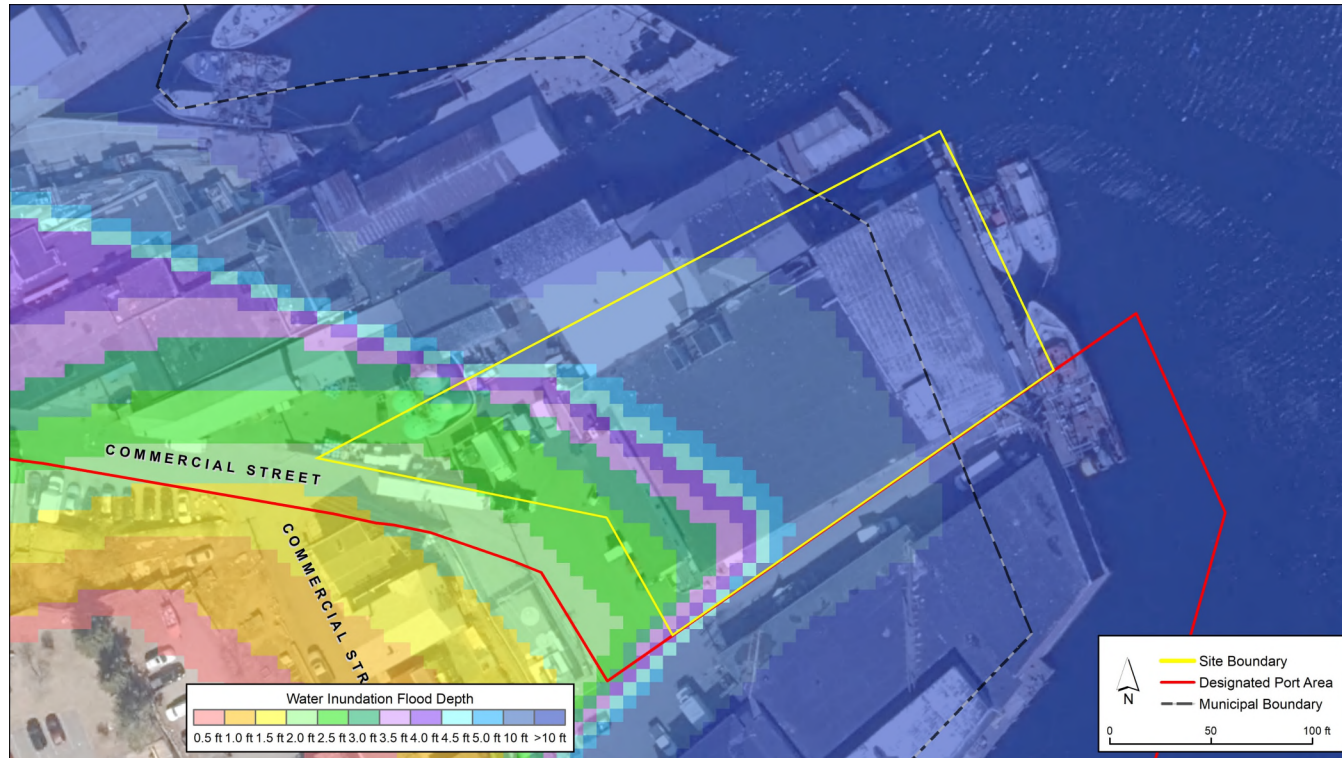 COMMERCIAL STREET
COMMERCIAL STR
Water Inundation Flood Depth
0.5 ft 1.0 ft 1.5 ft 2.0 ft 2.5 ft 3.0 ft 3.5 ft 4.0 ft 4.5 ft 5.0 ft 10 ft >10 ft
Site Boundary
Designated Port Area
Municipal Boundary
N
0 50 100 ft